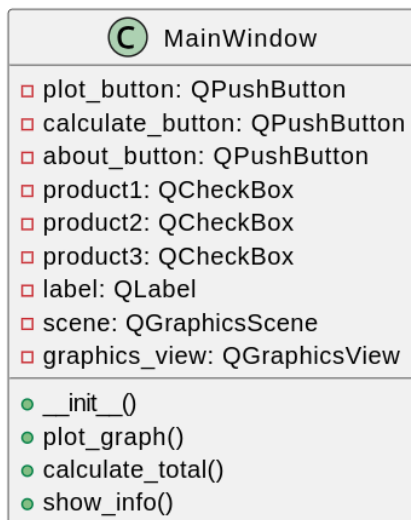 C MainWindow
plot_button: QPushButton
calculate_button: QPushButton
about_button: QPushButton
product1: QCheckBox
product2: QCheckBox
product3: QCheckBox
label: QLabel
scene: QGraphicsScene
graphics_view: QGraphicsView
__init__()
plot_graph()
calculate_total()
show_info()